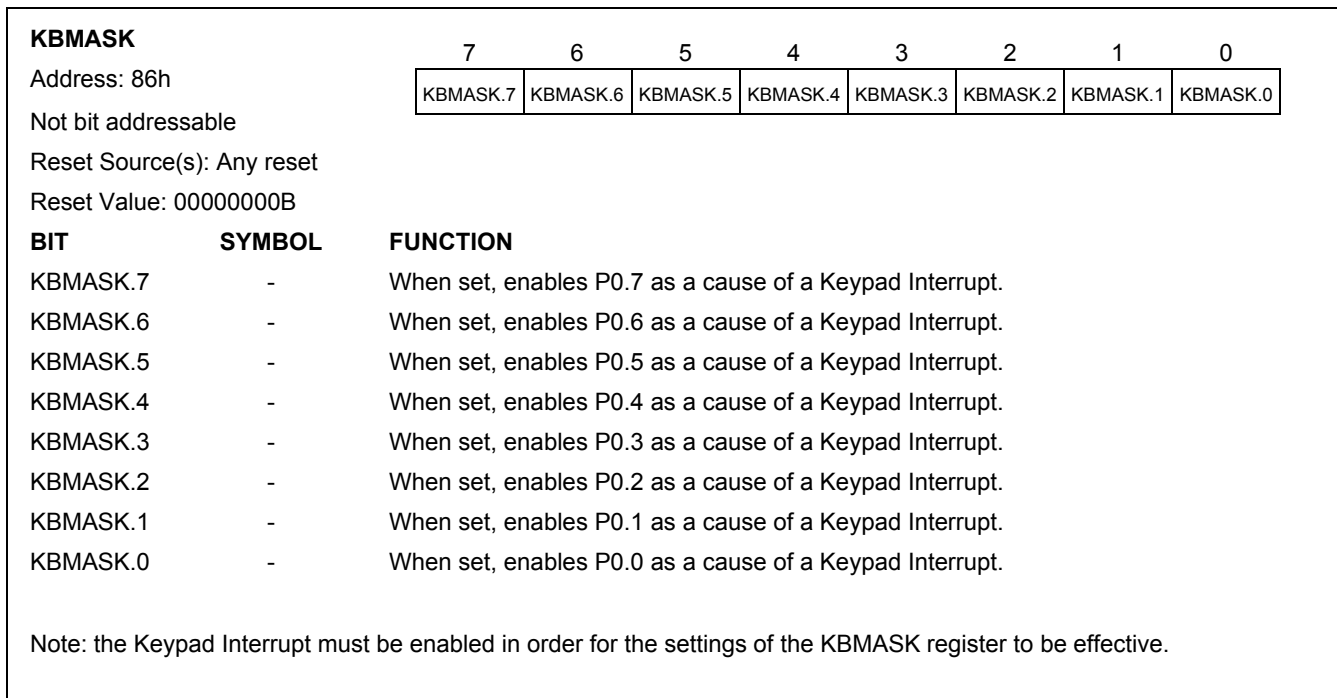 KBMASK
7 6 5 4 3 2 1 0
Address: 86h
KBMASK.7 KBMASK.6 KBMASK.5 KBMASK.4 KBMASK.3 KBMASK.2 KBMASK.1 KBMASK.0
Not bit addressable
Reset Source(s): Any reset
Reset Value: 00000000B
BIT SYMBOL FUNCTION
KBMASK.7 - When set, enables P0.7 as a cause of a Keypad Interrupt.
KBMASK.6 - When set, enables P0.6 as a cause of a Keypad Interrupt.
KBMASK.5 - When set, enables P0.5 as a cause of a Keypad Interrupt.
KBMASK.4 - When set, enables P0.4 as a cause of a Keypad Interrupt.
KBMASK.3 - When set, enables P0.3 as a cause of a Keypad Interrupt.
KBMASK.2 - When set, enables P0.2 as a cause of a Keypad Interrupt.
KBMASK.1 - When set, enables P0.1 as a cause of a Keypad Interrupt.
KBMASK.0 - When set, enables P0.0 as a cause of a Keypad Interrupt.
Note: the Keypad Interrupt must be enabled in order for the settings of the KBMASK register to be effective.